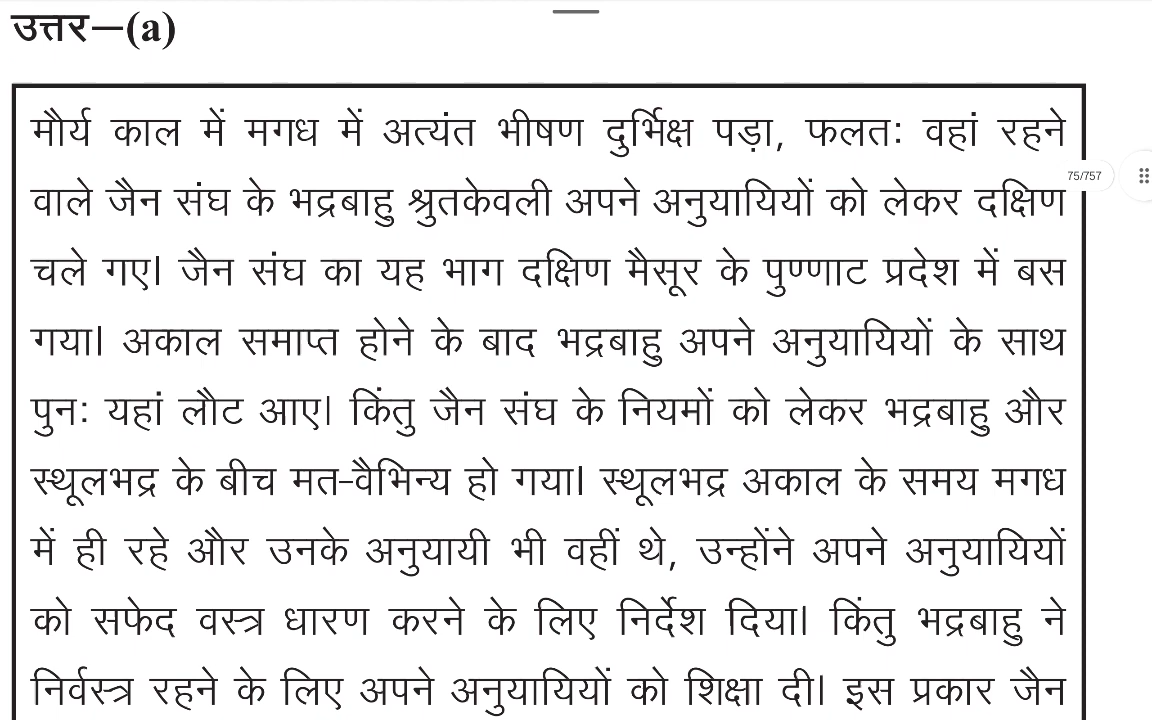 उत्तर—(a)
मौर्य काल में मगध में अत्यंत भीषण दुर्भिक्ष पड़ा, फलतः वहां रहने
वाले जैन संघ के भद्रबाहु श्रुतकेवली अपने अनुयायियों को लेकर दक्षिण
75/757
चले गए। जैन संघ का यह भाग दक्षिण मैसूर के पुण्णाट प्रदेश में बस
गया। अकाल समाप्त होने के बाद भद्रबाहु अपने अनुयायियों के साथ
पुनः यहां लौट आए। किंतु जैन संघ के नियमों को लेकर भद्रबाहु और
स्थूलभद्र के बीच मत-वैभिन्य हो गया। स्थूलभद्र अकाल के समय मगध
में ही रहे और उनके अनुयायी भी वहीं थे, उन्होंने अपने अनुयायियों
को सफेद वस्त्र धारण करने के लिए निर्देश दिया। किंतु भद्रबाहु ने
निर्वस्त्र रहने के लिए अपने अनुयायियों को शिक्षा दी। इस प्रकार जैन